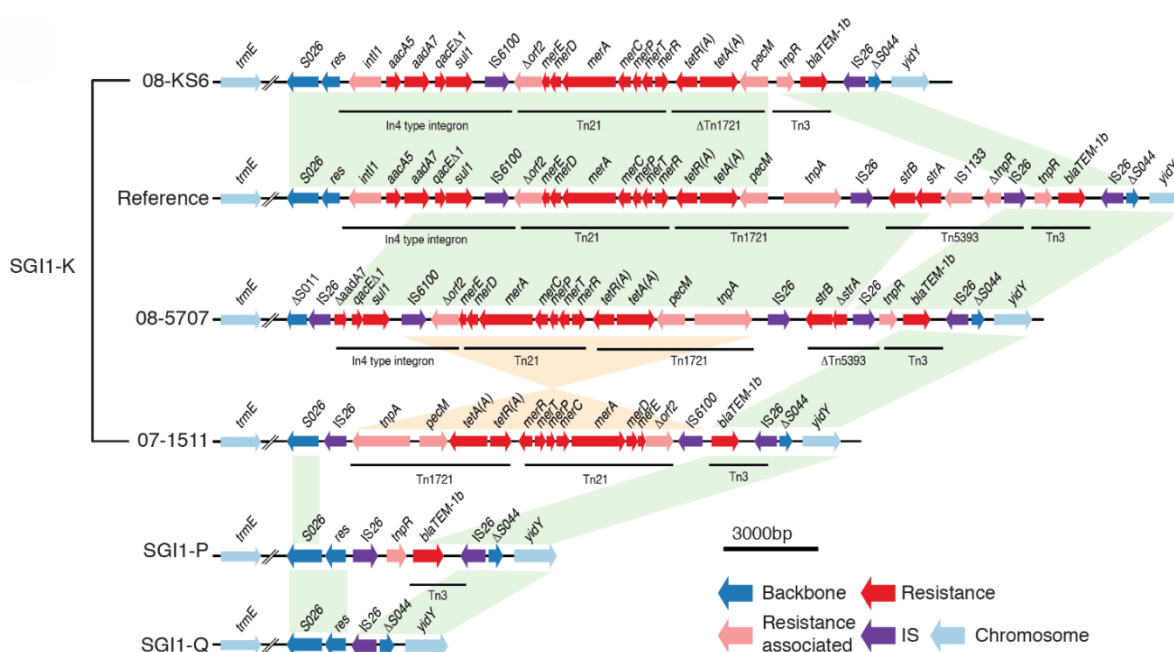 trmE S026 res intI1 aacA5 aadA7 qacEΔ1 sul1 IS6100 Δorf2 merE merD merA merC merP merT merR tetR(A) tetA(A) pecM tnpR blaTEM-1b IS26 ΔS044 yidY
08-KS6
In4 type integron Tn21 ΔTn1721 Tn3
trmE S026 res intI1 aacA5 aadA7 qacEΔ1 sul1 IS6100 Δorf2 merE merD merA merC merP merT merR tetR(A) tetA(A) pecM tnpA IS26 strB strA IS1133 ΔtnpR IS26 tnpR blaTEM-1b IS26 ΔS044 yidY
Reference
In4 type integron Tn21 Tn1721 Tn5393 Tn3
SGI1-K
trmE ΔS011 IS26 ΔaadA7 qacEΔ1 sul1 IS6100 Δorf2 merE merD merA merC merP merT merR tetR(A) tetA(A) pecM tnpA IS26 strB ΔstrA IS26 tnpR blaTEM-1b IS26 ΔS044 yidY
08-5707
In4 type integron Tn21 Tn1721 ΔTn5393 Tn3
trmE S026 IS26 tnpA pecM tetA(A) tetR(A) merR merT merP merC merA merD merE Δorf2 IS6100 blaTEM-1b IS26 ΔS044 yidY
07-1511
Tn1721 Tn21 Tn3
trmE S026 res IS26 tnpR blaTEM-1b IS26 ΔS044 yidY
SGI1-P
Tn3
trmE S026 res IS26 ΔS044 yidY
SGI1-Q
3000bp
Backbone Resistance
Resistance associated IS Chromosome